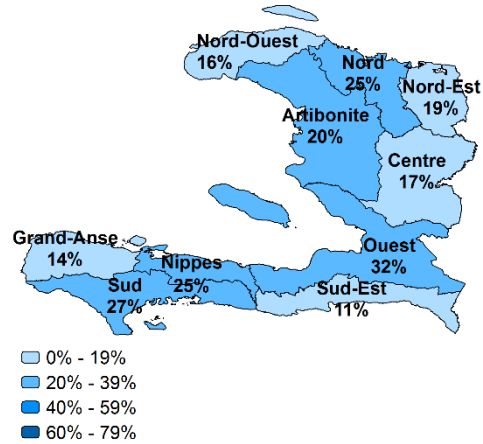 Nord-Ouest
16%
Nord
25%
Nord-Est
19%
Artibonite
20%
Centre
17%
Grand-Anse
14%
Nippes
25%
Sud
27%
Ouest
32%
Sud-Est
11%
0% - 19%
20% - 39%
40% - 59%
60% - 79%